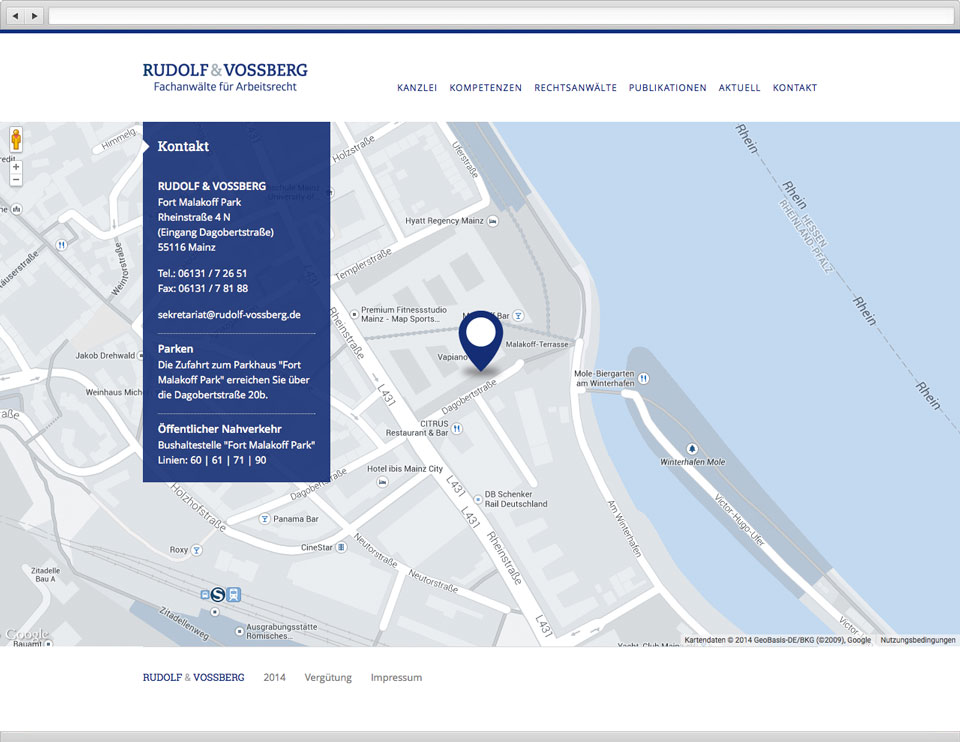 RUDOLF & VOSSBERG
Fachanwälte für Arbeitsrecht
KANZLEI KOMPETENZEN RECHTSANWÄLTE PUBLIKATIONEN AKTUELL KONTAKT
Kontakt
RUDOLF & VOSSBERG
Fort Malakoff Park
Rheinstraße 4 N
(Eingang Dagobertstraße)
55116 Mainz
Tel.: 06131 / 7 26 51
Fax: 06131 / 7 81 88
sekretariat@rudolf-vossberg.de
Parken
Die Zufahrt zum Parkhaus "Fort
Malakoff Park" erreichen Sie über
die Dagobertstraße 20b.
Öffentlicher Nahverkehr
Bushaltestelle "Fort Malakoff Park"
Linien: 60 | 61 | 71 | 90
Himmelg
Holzstraße
Uferstraße
Rhein
Rhein
HESSEN
RHEINLAND-PFALZ
Rhein
Rhein
Hyatt Regency Mainz
Weintorstraße
Templerstraße
Premium Fitnessstudio
Mainz - Map Sports...
Rheinstraße
Bar
Malakoff-Terrasse
Vapiano
Jakob Drehwald
L431
Mole-Biergarten
am Winterhafen
Weinhaus Mich
Dagobertstraße
CITRUS
Restaurant & Bar
Winterhafen Mole
Hotel ibis Mainz City
Dagobertstraße
L431
DB Schenker
Rail Deutschland
Holzhofstraße
Panama Bar
L431
Rheinstraße
Am Winterhafen
Victor-Hugo-Ufer
Roxy
CineStar
Neutorstraße
Neutorstraße
Zitadelle
Bau A
S
Zitadellenweg
Ausgrabungsstätte
Römisches...
L431
Victor
Google
Bauamt
Yacht-Club Main
Kartendaten © 2014 GeoBasis-DE/BKG (©2009), Google Nutzungsbedingungen
RUDOLF & VOSSBERG 2014 Vergütung Impressum